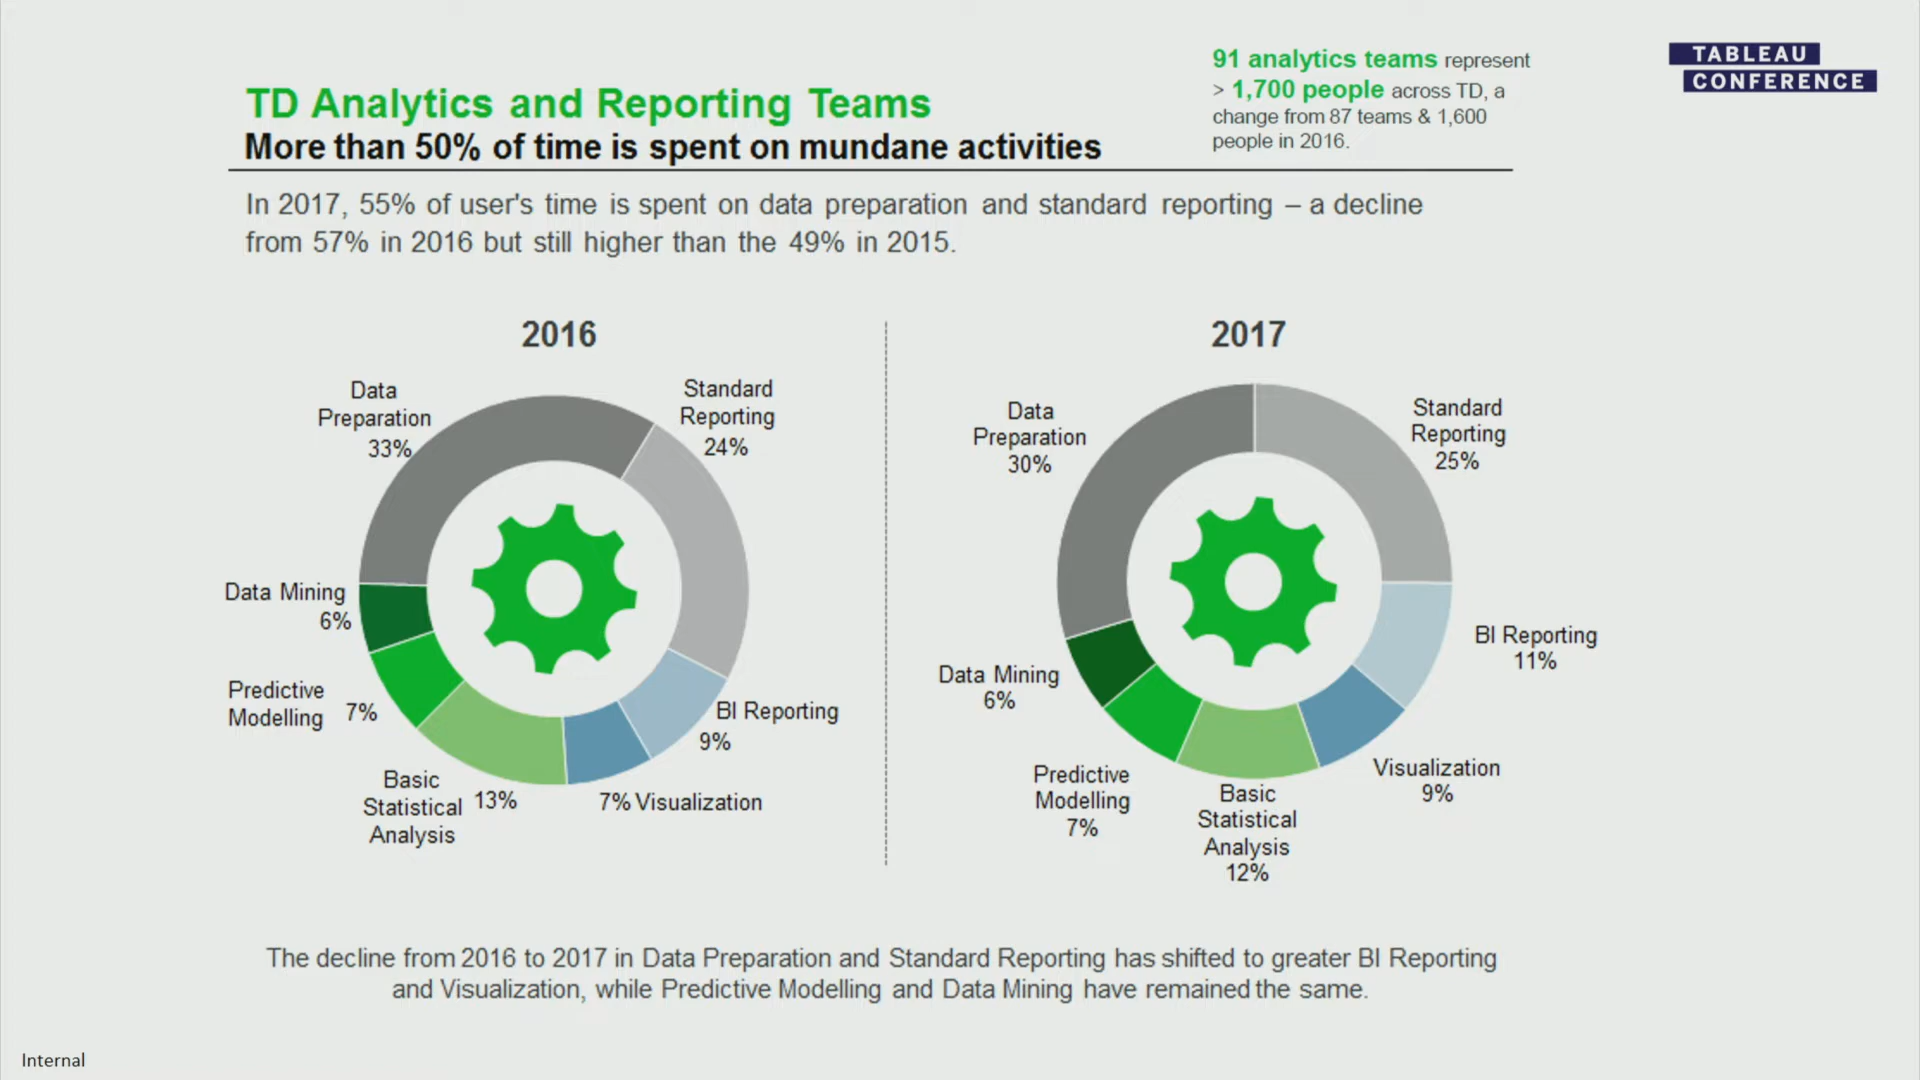 TABLEAU
CONFERENCE
91 analytics teams represent
> 1,700 people across TD, a
change from 87 teams & 1,600
people in 2016.
TD Analytics and Reporting Teams
More than 50% of time is spent on mundane activities
In 2017, 55% of user's time is spent on data preparation and standard reporting – a decline
from 57% in 2016 but still higher than the 49% in 2015.
2016
Data
Preparation
33%
Standard
Reporting
24%
Data Mining
6%
Predictive
Modelling 7%
BI Reporting
9%
Basic
Statistical 13%
Analysis
7% Visualization
2017
Data
Preparation
30%
Standard
Reporting
25%
BI Reporting
11%
Data Mining
6%
Visualization
9%
Predictive
Modelling
7%
Basic
Statistical
Analysis
12%
The decline from 2016 to 2017 in Data Preparation and Standard Reporting has shifted to greater BI Reporting
and Visualization, while Predictive Modelling and Data Mining have remained the same.
Internal